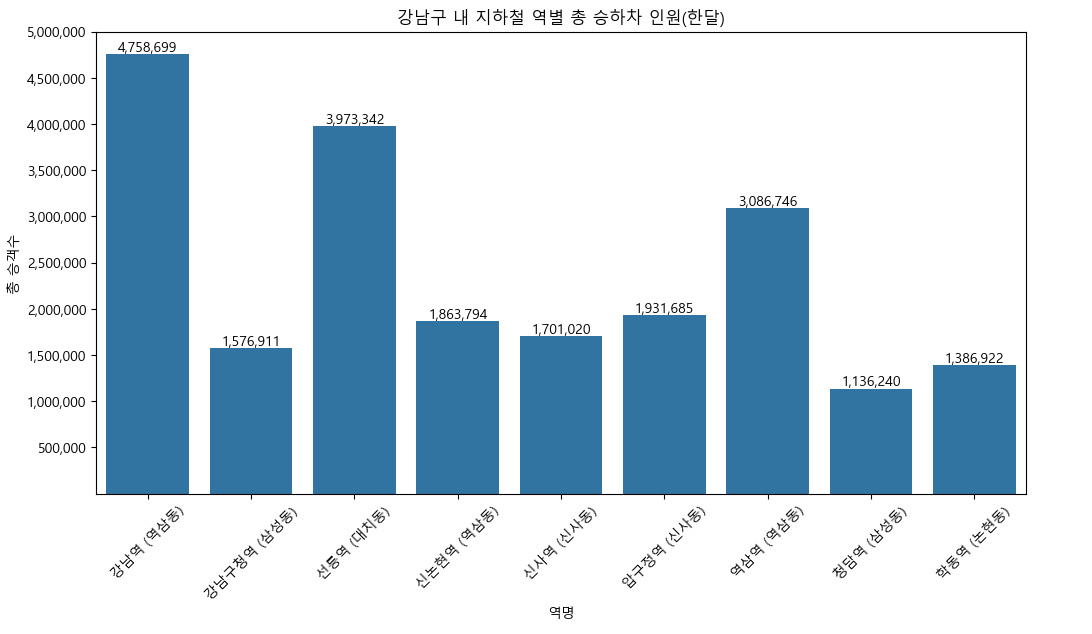 강남구 내 지하철 역별 총 승하차 인원(한달)
총 승객수
5,000,000
4,500,000
4,000,000
3,500,000
3,000,000
2,500,000
2,000,000
1,500,000
1,000,000
500,000
4,758,699
1,576,911
3,973,342
1,863,794
1,701,020
1,931,685
3,086,746
1,136,240
1,386,922
강남역 (역삼동)
강남구청역 (삼성동)
선릉역 (대치동)
신논현역 (역삼동)
신사역 (신사동)
압구정역 (신사동)
역삼역 (역삼동)
청담역 (삼성동)
학동역 (논현동)
역명